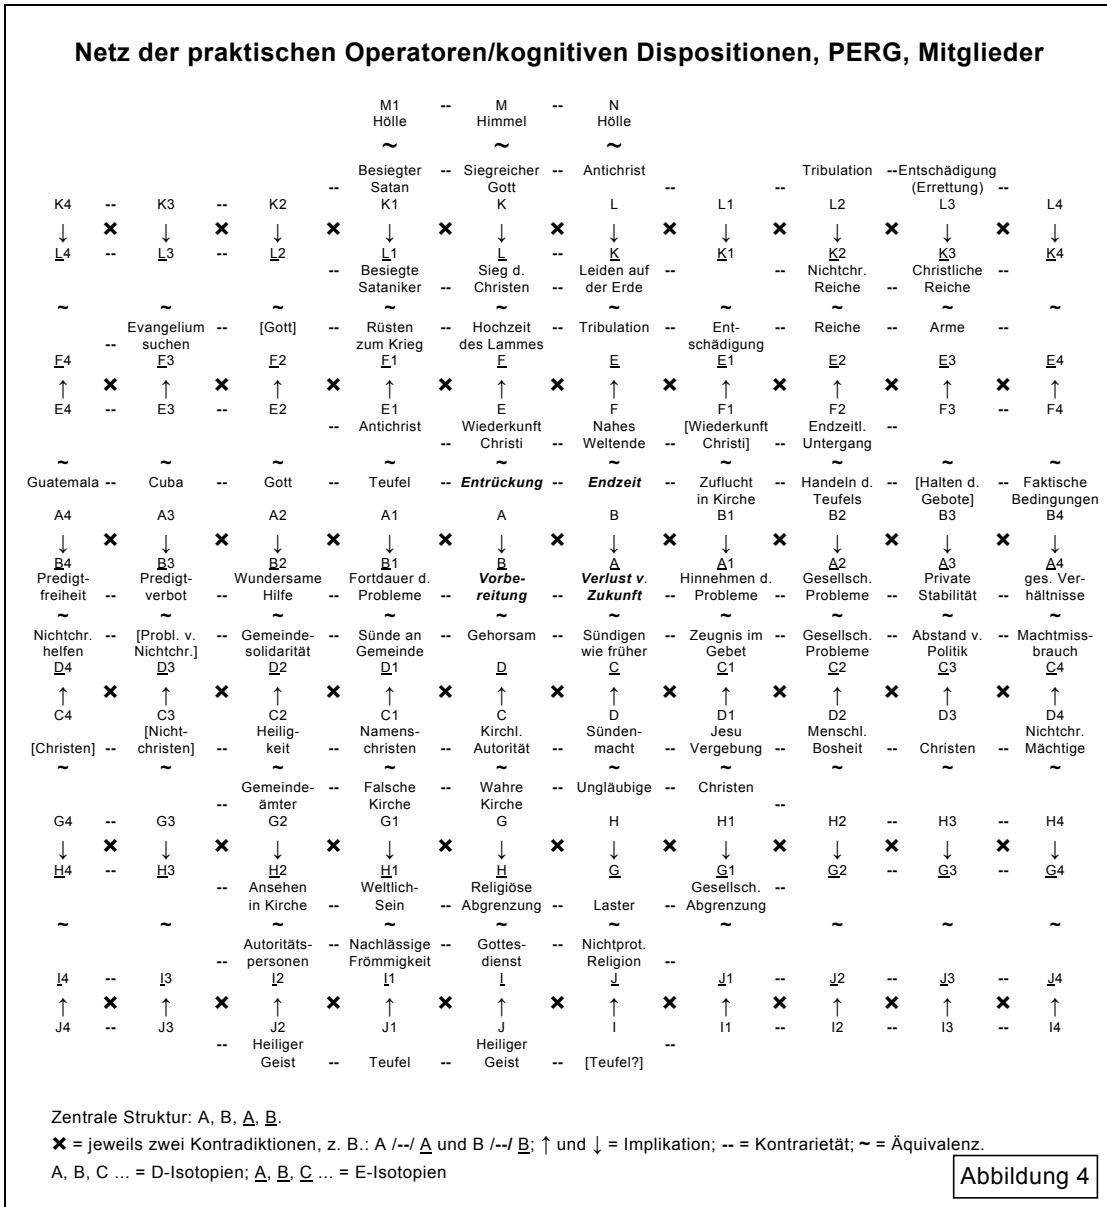 Netz der praktischen Operatoren/kognitiven Dispositionen, PERG, Mitglieder
M1 -- M -- N
Hölle Himmel Hölle
~ ~ ~
Besiegter -- Siegreicher -- Antichrist Tribulation -- Entschädigung
-- Satan Gott -- -- (Errettung) --
K4 -- K3 -- K2 K1 K L L1 L2 L3 L4
↓ ✖ ↓ ✖ ↓ ✖ ↓ ✖ ↓ ✖ ↓ ✖ ↓ ✖ ↓ ✖ ↓ ✖ ↓
L4 -- L3 -- L2 L1 L -- K K1 K2 K3 K4
-- Besiegte Sieg d. Leiden auf -- -- Nichtchr. Christliche --
Sataniker -- Christen der Erde Reiche -- Reiche
~ ~ ~ ~ ~ ~ ~ ~
Evangelium -- [Gott] -- Rüsten -- Hochzeit -- Tribulation -- Ent- -- Reiche -- Arme --
-- suchen zum Krieg des Lammes schädigung
F4 F3 F2 F1 F E E1 E2 E3 E4
↑ ✖ ↑ ✖ ↑ ✖ ↑ ✖ ↑ ✖ ↑ ✖ ↑ ✖ ↑ ✖ ↑ ✖ ↑
E4 -- E3 -- E2 E1 E F F1 F2 F3 -- F4
-- Antichrist Wiederkunft Nahes [Wiederkunft Endzeitl. --
-- Christi -- Weltende Christi] -- Untergang
~ ~ ~ ~ ~ ~ ~ ~ ~ ~
Guatemala -- Cuba -- Gott -- Teufel -- Entrückung -- Endzeit -- Zuflucht -- Handeln d. -- [Halten d. -- Faktische
in Kirche Teufels Gebote] Bedingungen
A4 A3 A2 A1 A B B1 B2 B3 B4
↓ ✖ ↓ ✖ ↓ ✖ ↓ ✖ ↓ ✖ ↓ ✖ ↓ ✖ ↓ ✖ ↓ ✖ ↓
B4 B3 B2 B1 B A A1 A2 A3 A4
Predigt- Predigt- Wundersame Fortdauer d. Vorbe- Verlust v. Hinnehmen d. Gesellsch. Private ges. Ver-
freiheit -- verbot -- Hilfe -- Probleme -- reitung -- Zukunft -- Probleme -- Probleme -- Stabilität -- hältnisse
~ ~ ~ ~ ~ ~ ~ ~ ~ ~
Nichtchr. -- [Probl. v. -- Gemeinde- -- Sünde an -- Gehorsam -- Sündigen -- Zeugnis im -- Gesellsch. -- Abstand v. -- Machtmiss-
helfen Nichtchr.] solidarität Gemeinde wie früher Gebet Probleme Politik brauch
D4 D3 D2 D1 D C C1 C2 C3 C4
↑ ✖ ↑ ✖ ↑ ✖ ↑ ✖ ↑ ✖ ↑ ✖ ↑ ✖ ↑ ✖ ↑ ✖ ↑
C4 C3 C2 C1 C D D1 D2 D3 D4
[Nicht- Heilig- Namens- Kirchl. Sünden- Jesu Menschl. Nichtchr.
[Christen] -- christen] -- keit -- christen -- Autorität -- macht -- Vergebung -- Bosheit -- Christen -- Mächtige
~ ~ ~ ~ ~ ~ ~ ~ ~ ~
Gemeinde- -- Falsche -- Wahre -- Ungläubige -- Christen
-- ämter Kirche Kirche --
G4 -- G3 G2 G1 G H H1 H2 -- H3 -- H4
↓ ✖ ↓ ✖ ↓ ✖ ↓ ✖ ↓ ✖ ↓ ✖ ↓ ✖ ↓ ✖ ↓ ✖ ↓
H4 -- H3 H2 H1 H G G1 G2 -- G3 -- G4
-- Ansehen Weltlich- Religiöse Gesellsch. --
in Kirche -- Sein -- Abgrenzung -- Laster -- Abgrenzung
~ ~ ~ ~ ~ ~ ~ ~ ~ ~
Autoritäts- -- Nachlässige -- Gottes- -- Nichtprot.
-- personen Frömmigkeit dienst Religion --
I4 -- I3 I2 I1 I J J1 -- J2 -- J3 -- J4
↑ ✖ ↑ ✖ ↑ ✖ ↑ ✖ ↑ ✖ ↑ ✖ ↑ ✖ ↑ ✖ ↑ ✖ ↑
J4 -- J3 J2 J1 J I I1 -- I2 -- I3 -- I4
-- Heiliger Heiliger --
Geist -- Teufel -- Geist -- [Teufel?]
Zentrale Struktur: A, B, A, B.
✖ = jeweils zwei Kontradiktionen, z. B.: A /--/ A und B /--/ B; ↑ und ↓ = Implikation; -- = Kontrarietät; ~ = Äquivalenz.
A, B, C ... = D-Isotopien; A, B, C ... = E-Isotopien
Abbildung 4